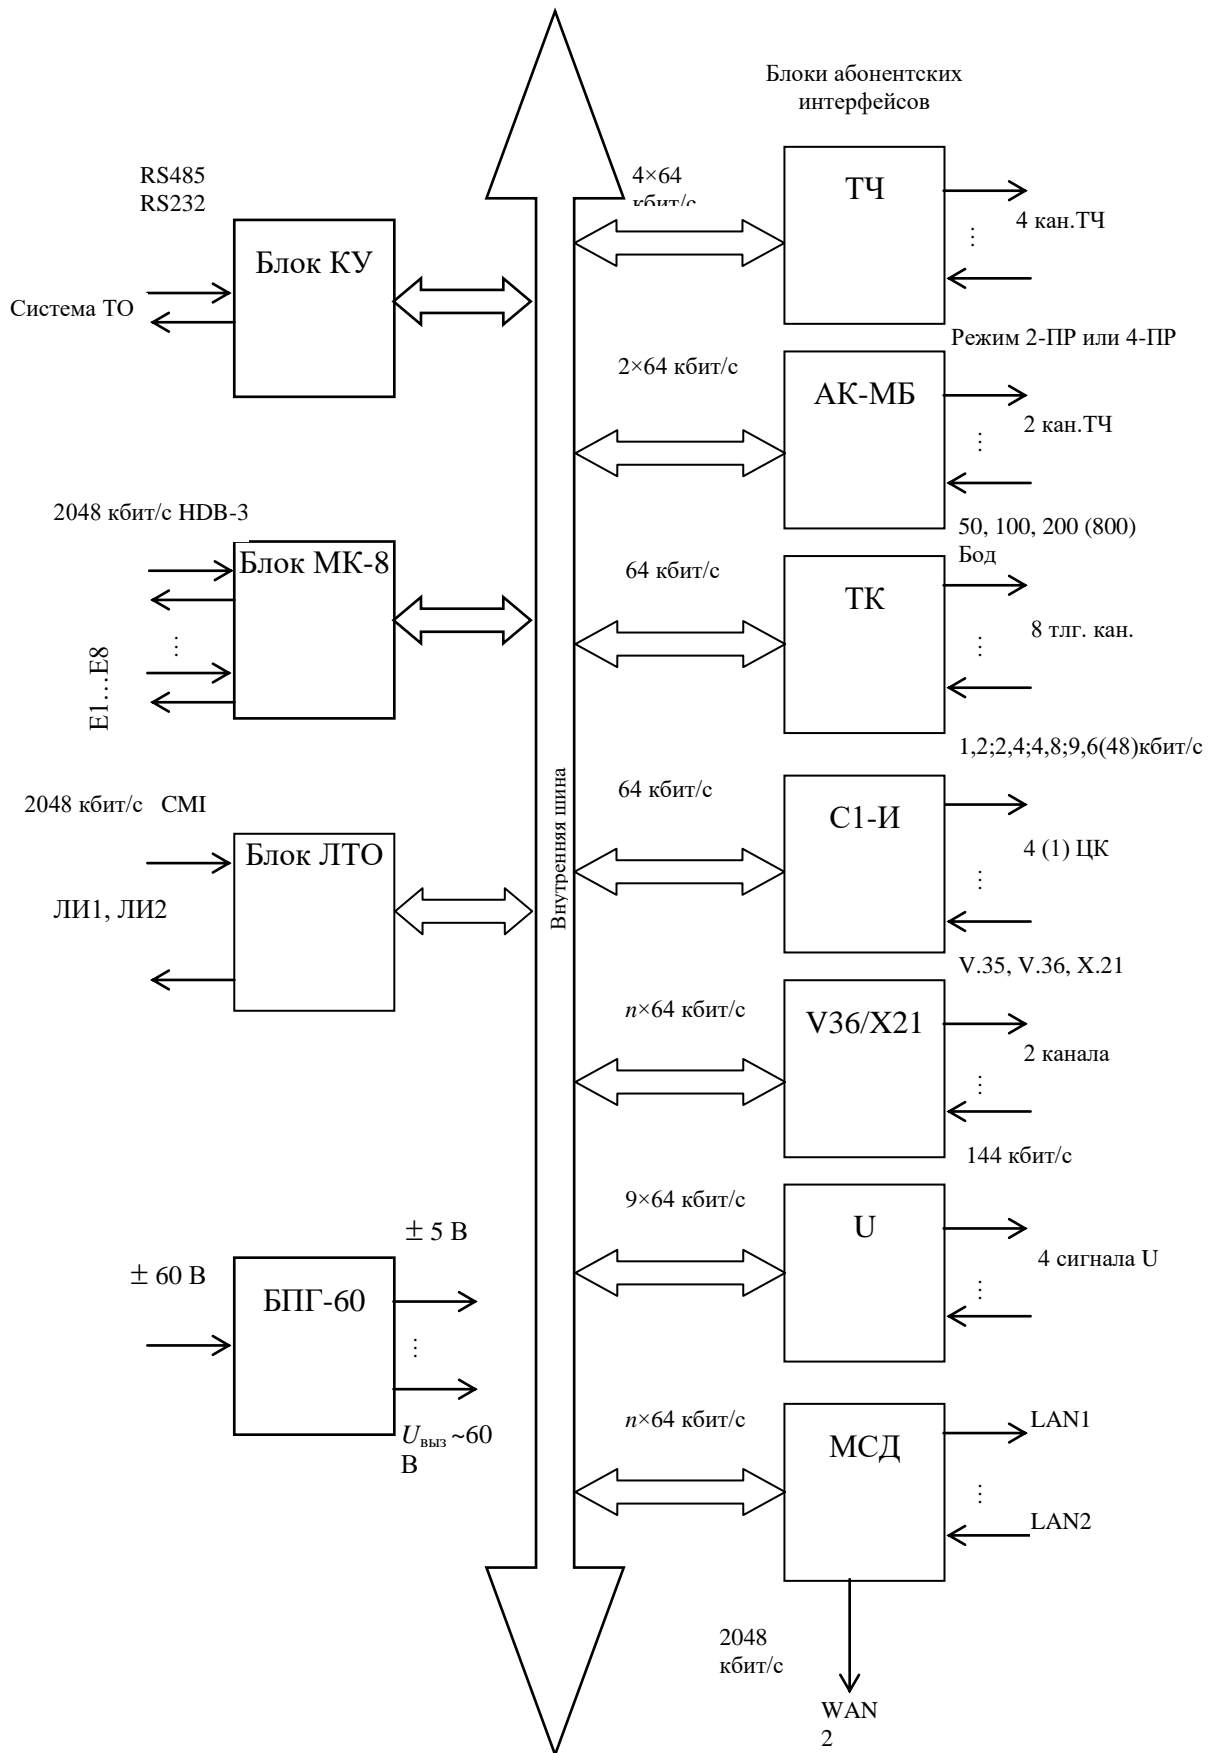 Блоки абонентских
интерфейсов
RS485
RS232
Блок КУ
Система ТО
4×64
кбит/с
ТЧ
4 кан.ТЧ
⋮
Режим 2-ПР или 4-ПР
2×64 кбит/с
АК-МБ
2 кан.ТЧ
⋮
2048 кбит/с HDB-3
Блок МК-8
⋮
E1…E8
50, 100, 200 (800)
Бод
64 кбит/с
ТК
8 тлг. кан.
⋮
1,2;2,4;4,8;9,6(48)кбит/с
Внутренняя шина
2048 кбит/с CMI
Блок ЛТО
ЛИ1, ЛИ2
64 кбит/с
С1-И
4 (1) ЦК
⋮
V.35, V.36, X.21
n×64 кбит/с
V36/X21
2 канала
⋮
144 кбит/с
9×64 кбит/с
U
4 сигнала U
⋮
± 5 В
± 60 В
БПГ-60
⋮
Uвыз ~60
В
n×64 кбит/с
МСД
LAN1
⋮
LAN2
2048
кбит/с
WAN
2